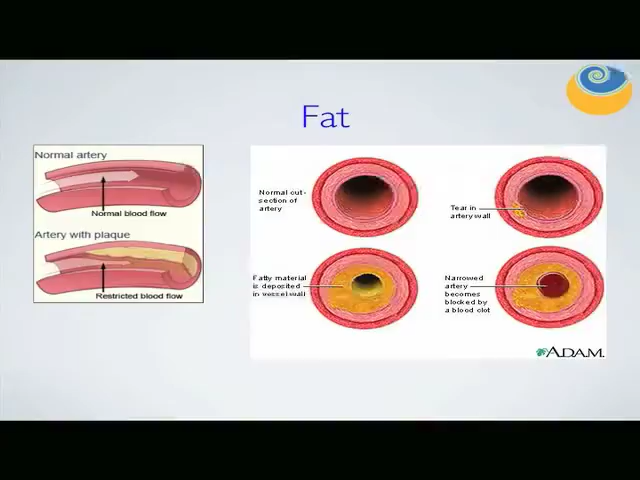 Fat
Normal artery
Normal blood flow
Artery with plaque
Restricted blood flow
Normal cut-
section of
artery
Tear in
artery wall
Fatty material
is deposited
in vessel wall
Narrowed
artery
becomes
blocked by
a blood clot
A.D.A.M.